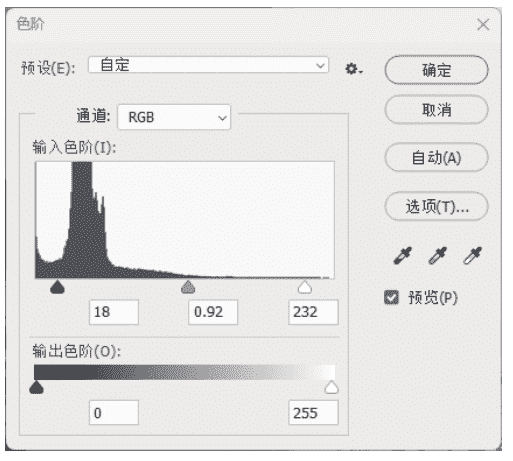 色阶
预设(E): 自定
确定
通道: RGB
取消
输入色阶(I):
自动(A)
选项(T)...
预览(P)
18 0.92 232
输出色阶(O):
0 255